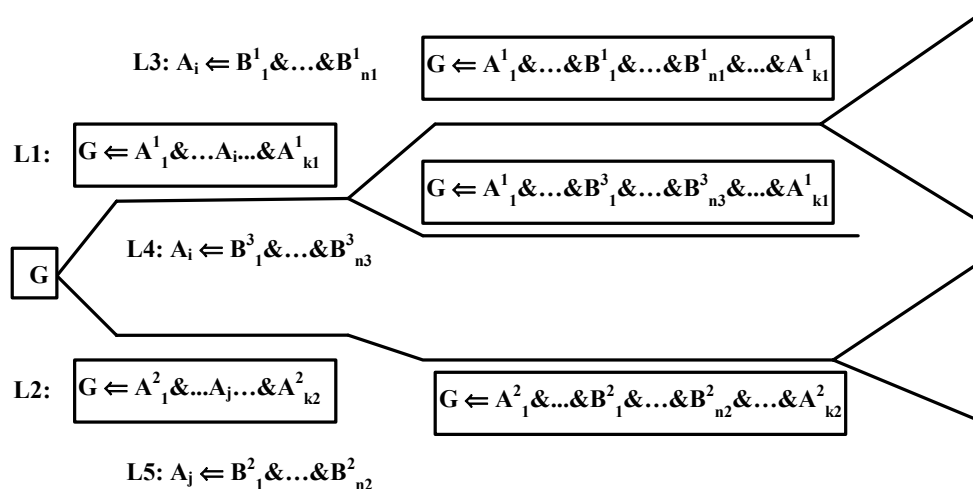 L3: Aᵢ ⇐ B¹₁&…&B¹ₙ₁
G ⇐ A¹₁&…&B¹₁&…&B¹ₙ₁&...&A¹ₖ₁
L1: G ⇐ A¹₁&…Aᵢ...&A¹ₖ₁
G ⇐ A¹₁&…&B³₁&…&B³ₙ₃&...&A¹ₖ₁
L4: Aᵢ ⇐ B³₁&…&B³ₙ₃
G
L2: G ⇐ A²₁&...Aⱼ…&A²ₖ₂
G ⇐ A²₁&...&B²₁&…&B²ₙ₂&…&A²ₖ₂
L5: Aⱼ ⇐ B²₁&…&B²ₙ₂